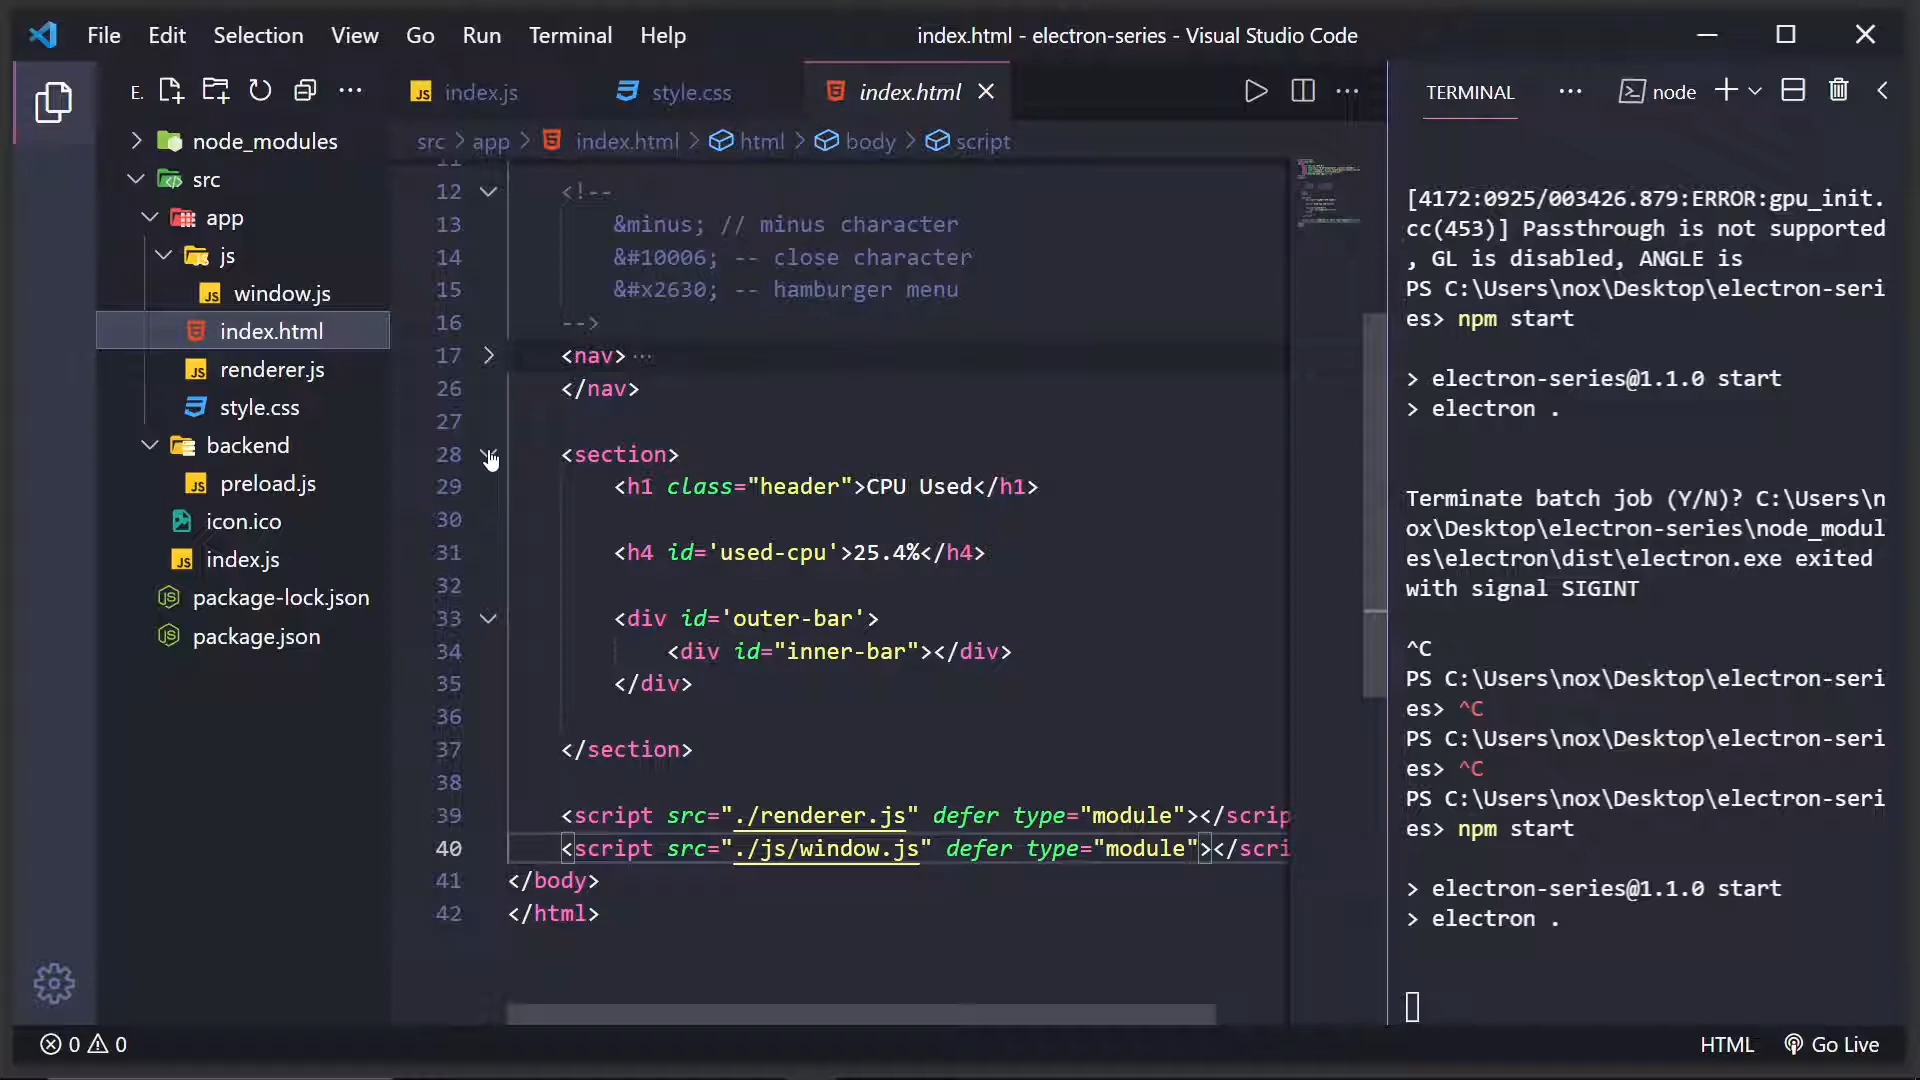 File Edit Selection View Go Run Terminal Help
index.html - electron-series - Visual Studio Code
E.
node_modules
src
app
js
window.js
index.html
renderer.js
style.css
backend
preload.js
icon.ico
index.js
package-lock.json
package.json
index.js style.css index.html
src > app > index.html > html > body > script
11
12 <!--
13 &minus; // minus character
14 &#10006; -- close character
15 &#x2630; -- hamburger menu
16 -->
17 <nav> ...
26 </nav>
27
28 <section>
29 <h1 class="header">CPU Used</h1>
30
31 <h4 id='used-cpu'>25.4%</h4>
32
33 <div id='outer-bar'>
34 <div id="inner-bar"></div>
35 </div>
36
37 </section>
38
39 <script src="./renderer.js" defer type="module"></scrip
40 <script src="./js/window.js" defer type="module"></scri
41 </body>
42 </html>
TERMINAL node
[4172:0925/003426.879:ERROR:gpu_init.
cc(453)] Passthrough is not supported
, GL is disabled, ANGLE is
PS C:\Users\nox\Desktop\electron-seri
es> npm start
> electron-series@1.1.0 start
> electron .
Terminate batch job (Y/N)? C:\Users\n
ox\Desktop\electron-series\node_modul
es\electron\dist\electron.exe exited
with signal SIGINT
^C
PS C:\Users\nox\Desktop\electron-seri
es> ^C
PS C:\Users\nox\Desktop\electron-seri
es> ^C
PS C:\Users\nox\Desktop\electron-seri
es> npm start
> electron-series@1.1.0 start
> electron .
0 0
HTML Go Live